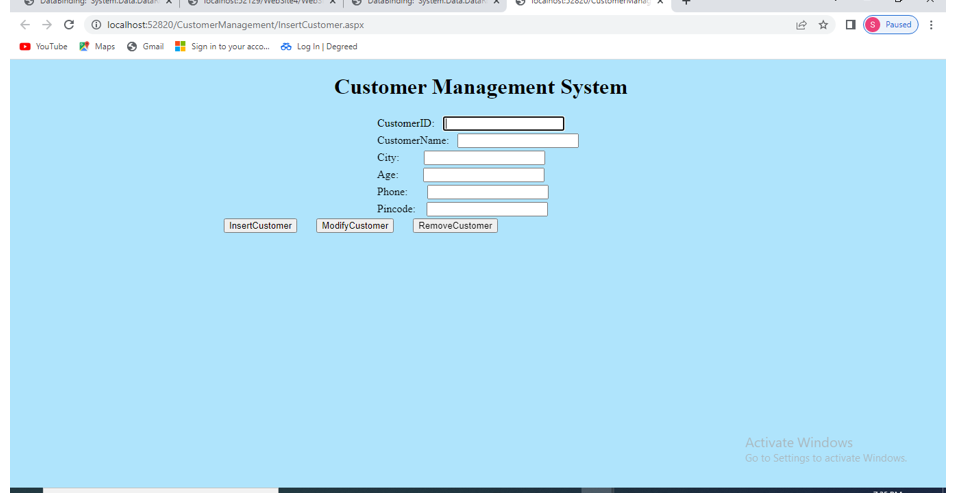 DataBinding: System.Data.Data
localhost:52129/WebSite4/WebS
DataBinding: System.Data.Data
localhost:52820/CustomerManag
localhost:52820/CustomerManagement/InsertCustomer.aspx
S Paused
YouTube Maps Gmail Sign in to your acco... Log In | Degreed
Customer Management System
CustomerID:
CustomerName:
City:
Age:
Phone:
Pincode:
InsertCustomer ModifyCustomer RemoveCustomer
Activate Windows
Go to Settings to activate Windows.